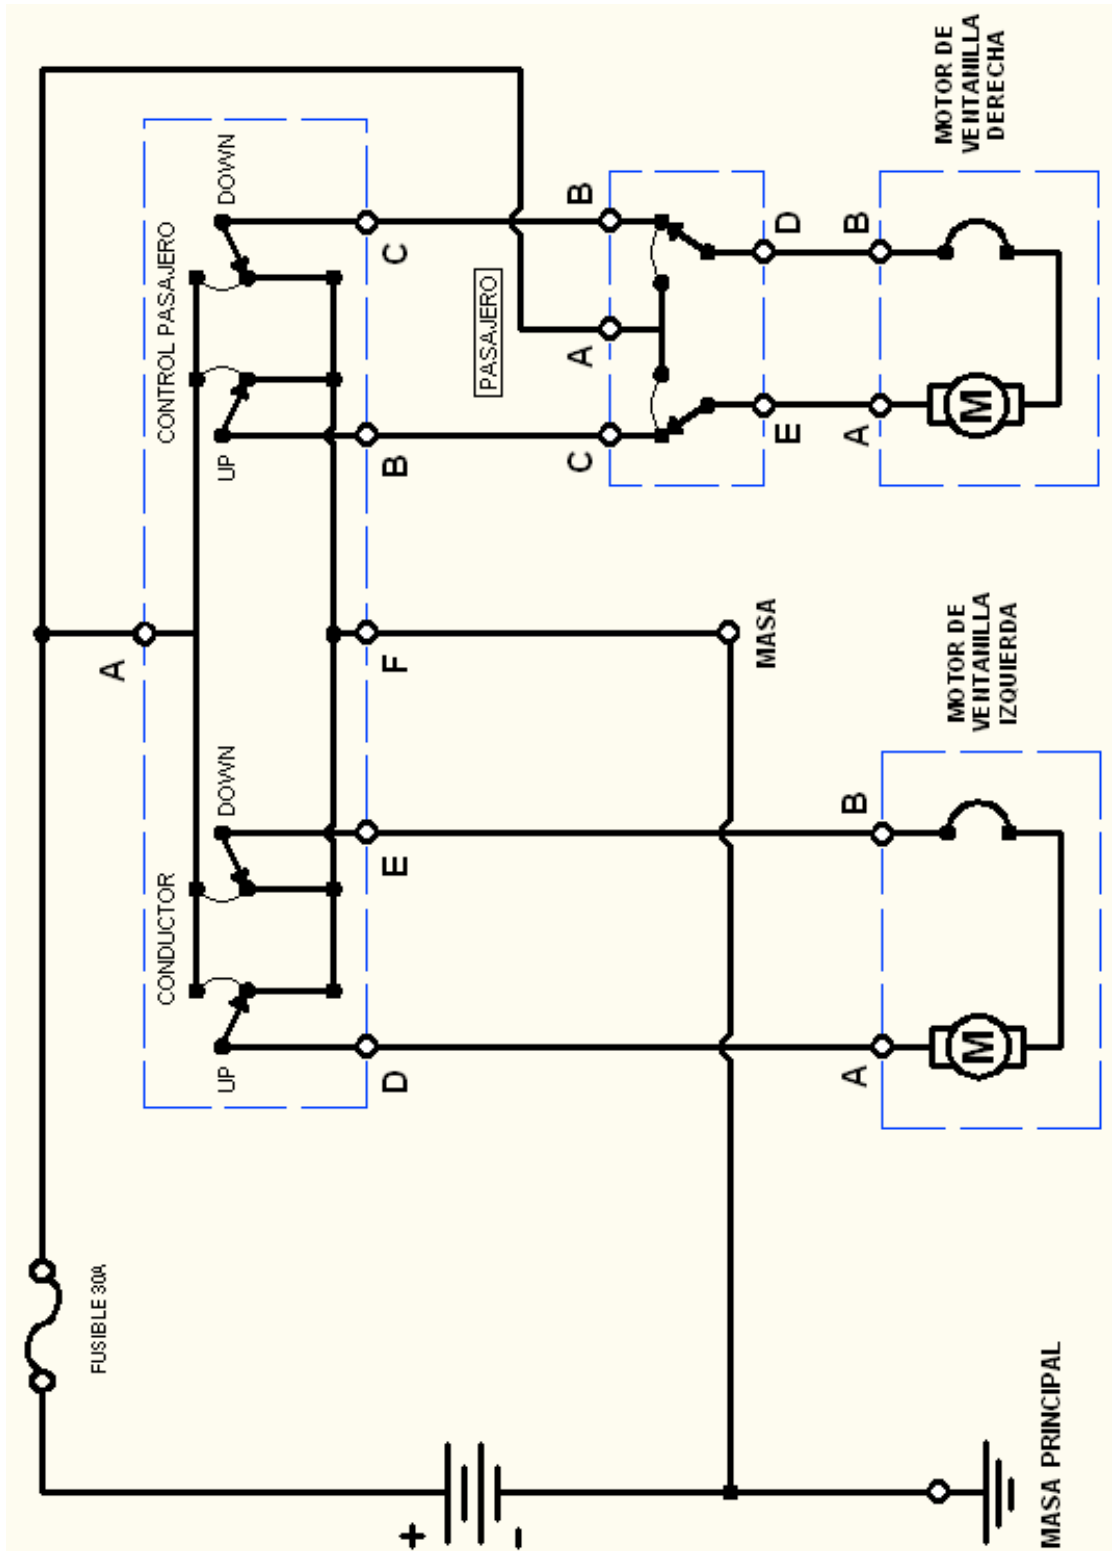 FUSIBLE 30A
+
-
MASA PRINCIPAL
CONDUCTOR
CONTROL PASAJERO
UP
DOWN
UP
DOWN
A
D
E
F
B
C
PASAJERO
C
A
B
E
D
MASA
A
B
A
B
M
M
MOTOR DE
VENTANILLA
IZQUIERDA
MOTOR DE
VENTANILLA
DERECHA